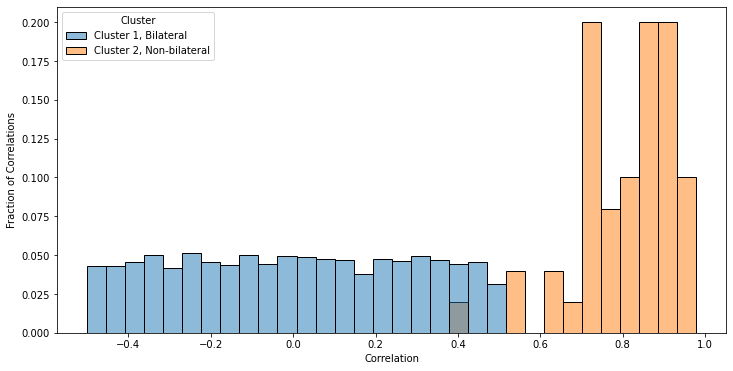 Cluster
Cluster 1, Bilateral
Cluster 2, Non-bilateral
0.200
0.175
0.150
0.125
0.100
0.075
0.050
0.025
0.000
Fraction of Correlations
−0.4 −0.2 0.0 0.2 0.4 0.6 0.8 1.0
Correlation